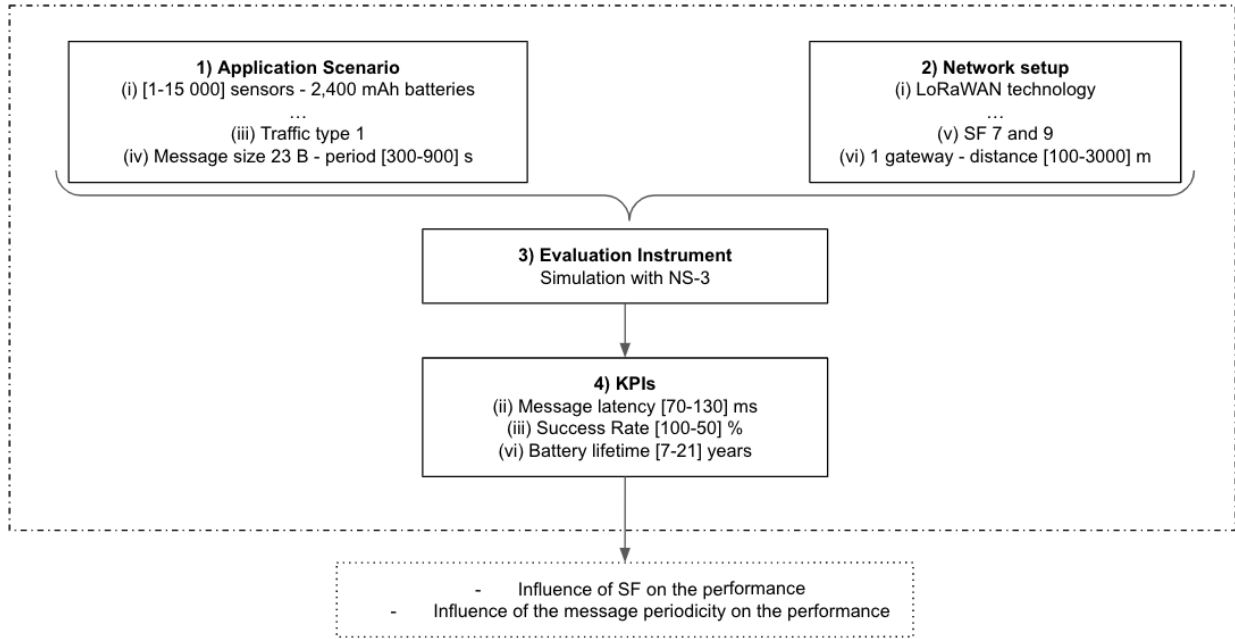 1) Application Scenario
(i) [1-15 000] sensors - 2,400 mAh batteries
...
(iii) Traffic type 1
(iv) Message size 23 B - period [300-900] s
2) Network setup
(i) LoRaWAN technology
...
(v) SF 7 and 9
(vi) 1 gateway - distance [100-3000] m
3) Evaluation Instrument
Simulation with NS-3
4) KPIs
(ii) Message latency [70-130] ms
(iii) Success Rate [100-50] %
(vi) Battery lifetime [7-21] years
- Influence of SF on the performance
- Influence of the message periodicity on the performance